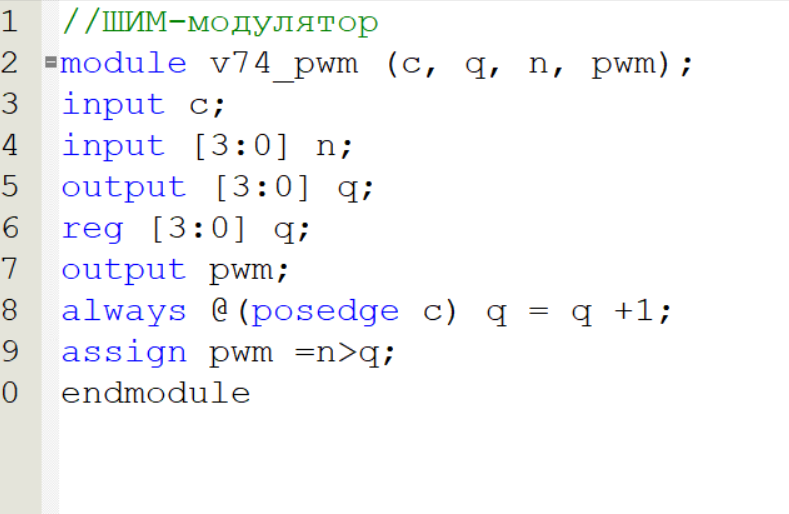 1 //ШИМ-модулятор
2 module v74_pwm (c, q, n, pwm);
3 input c;
4 input [3:0] n;
5 output [3:0] q;
6 reg [3:0] q;
7 output pwm;
8 always @(posedge c) q = q +1;
9 assign pwm =n>q;
0 endmodule